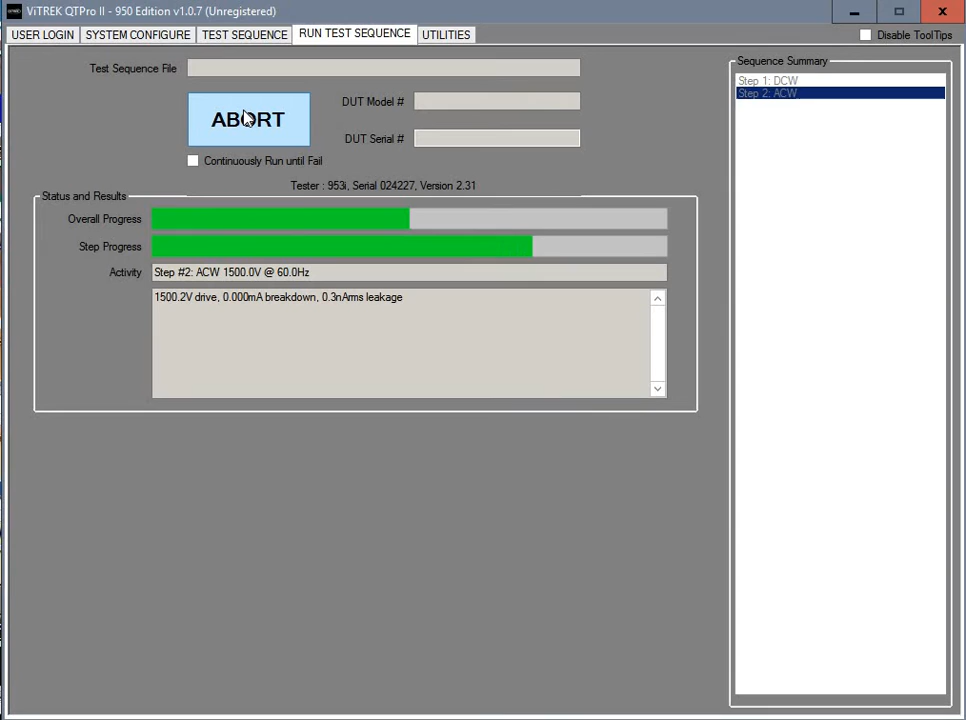 ViTREK QTPro II - 950 Edition v1.0.7 (Unregistered)
USER LOGIN
SYSTEM CONFIGURE
TEST SEQUENCE
RUN TEST SEQUENCE
UTILITIES
Disable ToolTips
Test Sequence File
ABORT
DUT Model #
DUT Serial #
Continuously Run until Fail
Tester : 953i, Serial 024227, Version 2.31
Status and Results
Overall Progress
Step Progress
Activity
Step #2: ACW 1500.0V @ 60.0Hz
1500.2V drive, 0.000mA breakdown, 0.3nArms leakage
Sequence Summary
Step 1: DCW
Step 2: ACW